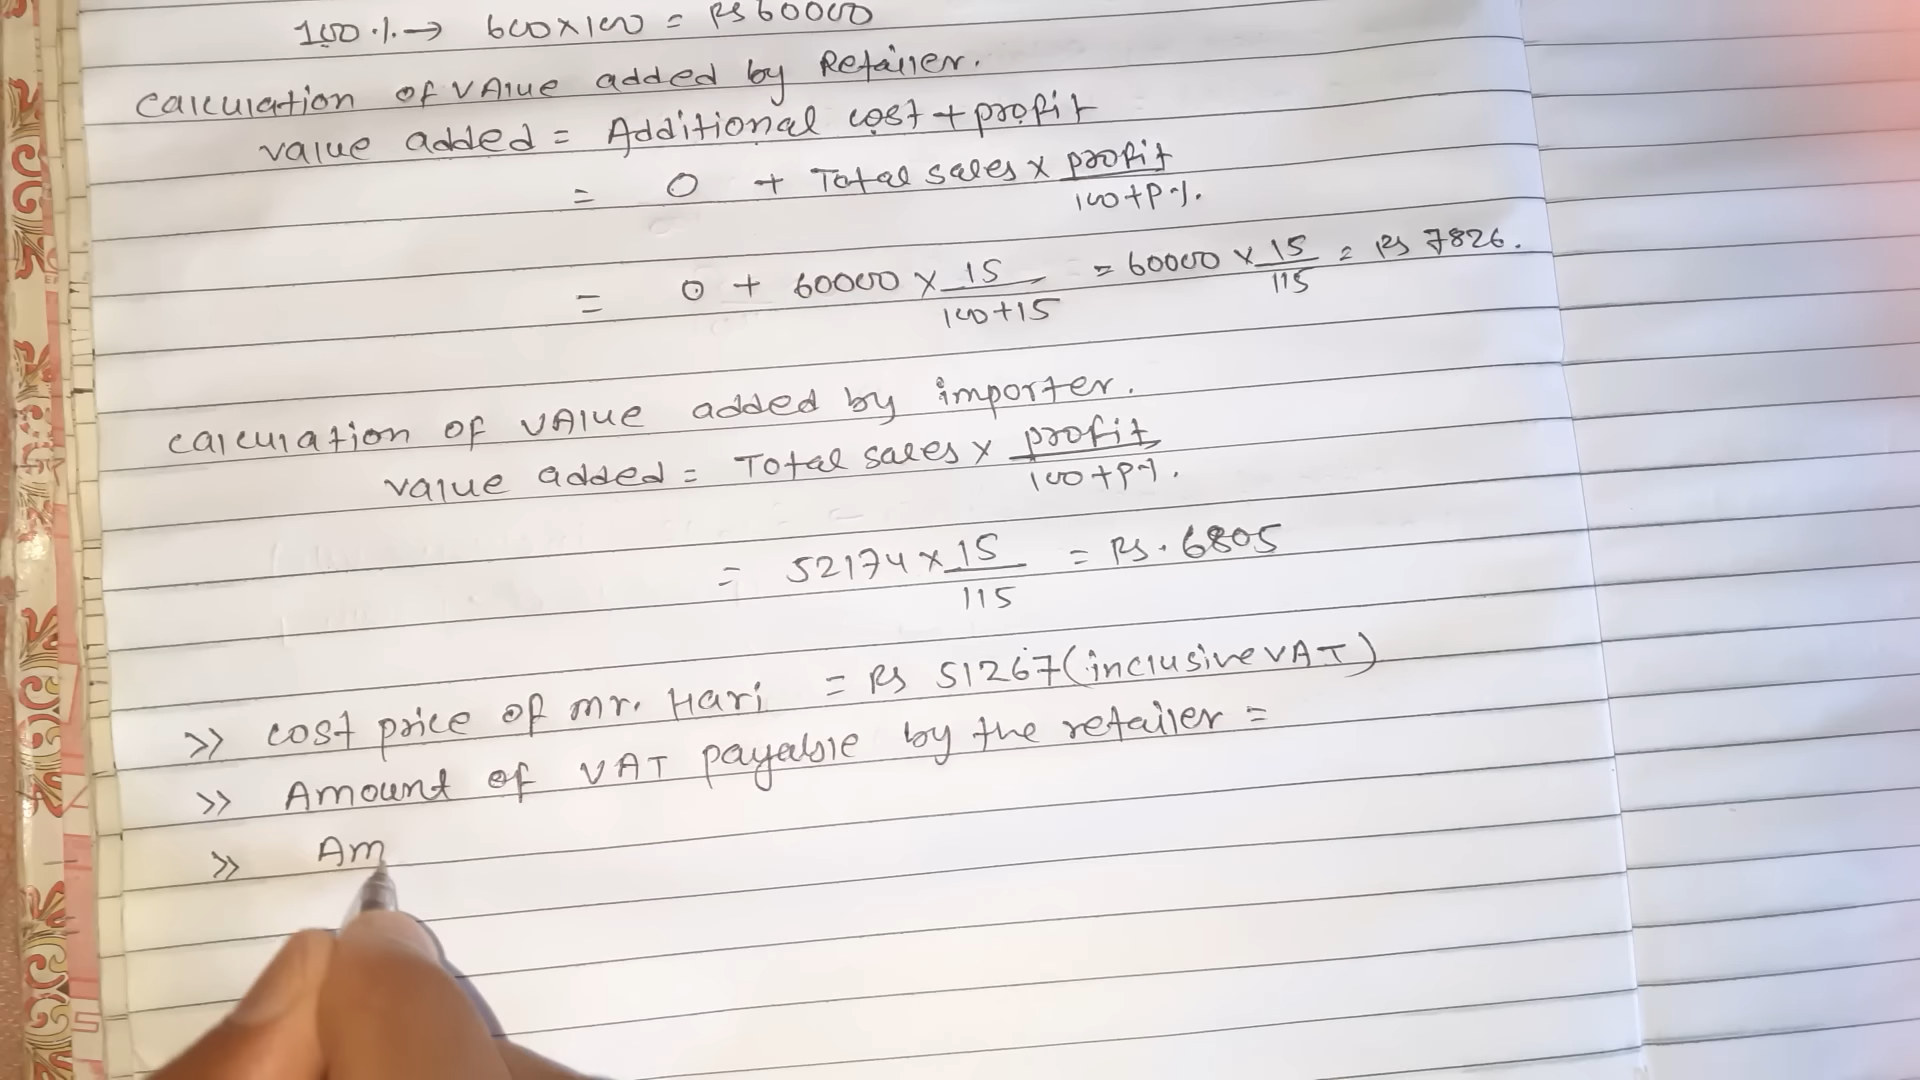 100 % → 600×100 = Rs 60000
Calculation of VAlue added by Retailer.
value added = Additional cost + profit
= 0 + Total sales × profit / 100+P%.
= 0 + 60000 × 15 / 100+15 = 60000 × 15 / 115 = Rs 7826.
calculation of VAlue added by importer.
value added = Total sales × profit / 100+P%.
= 52174 × 15 / 115 = Rs. 6805
>> cost price of mr. Hari = Rs 51267 (inclusive VAT)
>> Amount of VAT payable by the retailer =
>> Am